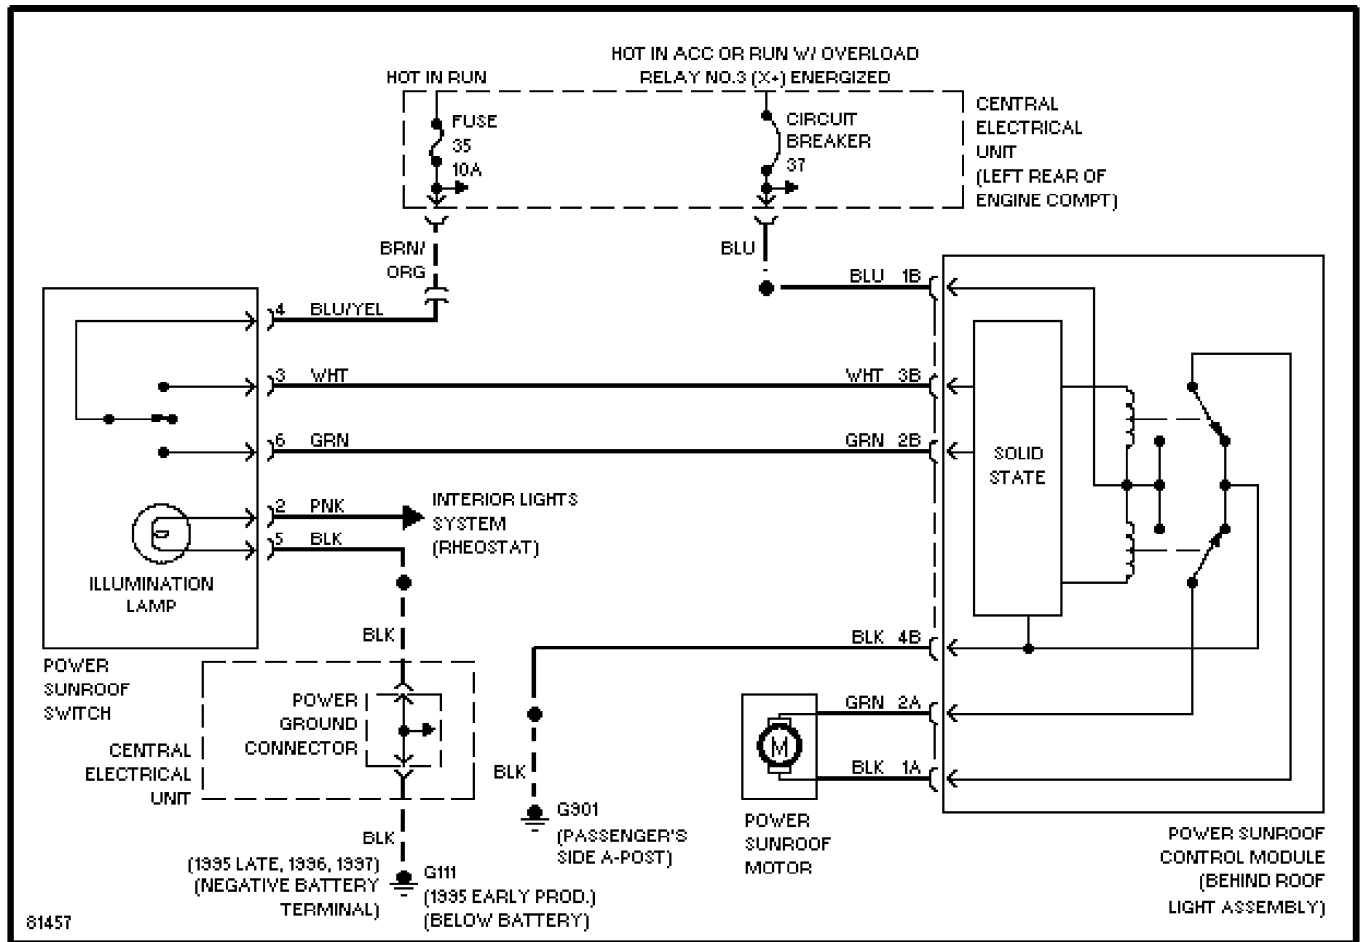 HOT IN ACC OR RUN W/ OVERLOAD
HOT IN RUN
RELAY NO.3 (X+) ENERGIZED
FUSE
35
10A
CIRCUIT
BREAKER
37
CENTRAL
ELECTRICAL
UNIT
(LEFT REAR OF
ENGINE COMPT)
BRN/
ORG
BLU
BLU 1B
4 BLU/YEL
3 WHT
WHT 3B
6 GRN
GRN 2B
SOLID
STATE
2 PNK
INTERIOR LIGHTS
SYSTEM
(RHEOSTAT)
5 BLK
ILLUMINATION
LAMP
BLK
BLK 4B
POWER
SUNROOF
SWITCH
POWER
GROUND
CONNECTOR
CENTRAL
ELECTRICAL
UNIT
GRN 2A
M
BLK 1A
BLK
G901
(PASSENGER'S
SIDE A-POST)
POWER
SUNROOF
MOTOR
POWER SUNROOF
CONTROL MODULE
(BEHIND ROOF
LIGHT ASSEMBLY)
BLK
(1995 LATE, 1996, 1997)
(NEGATIVE BATTERY
TERMINAL)
G111
(1995 EARLY PROD.)
(BELOW BATTERY)
81457